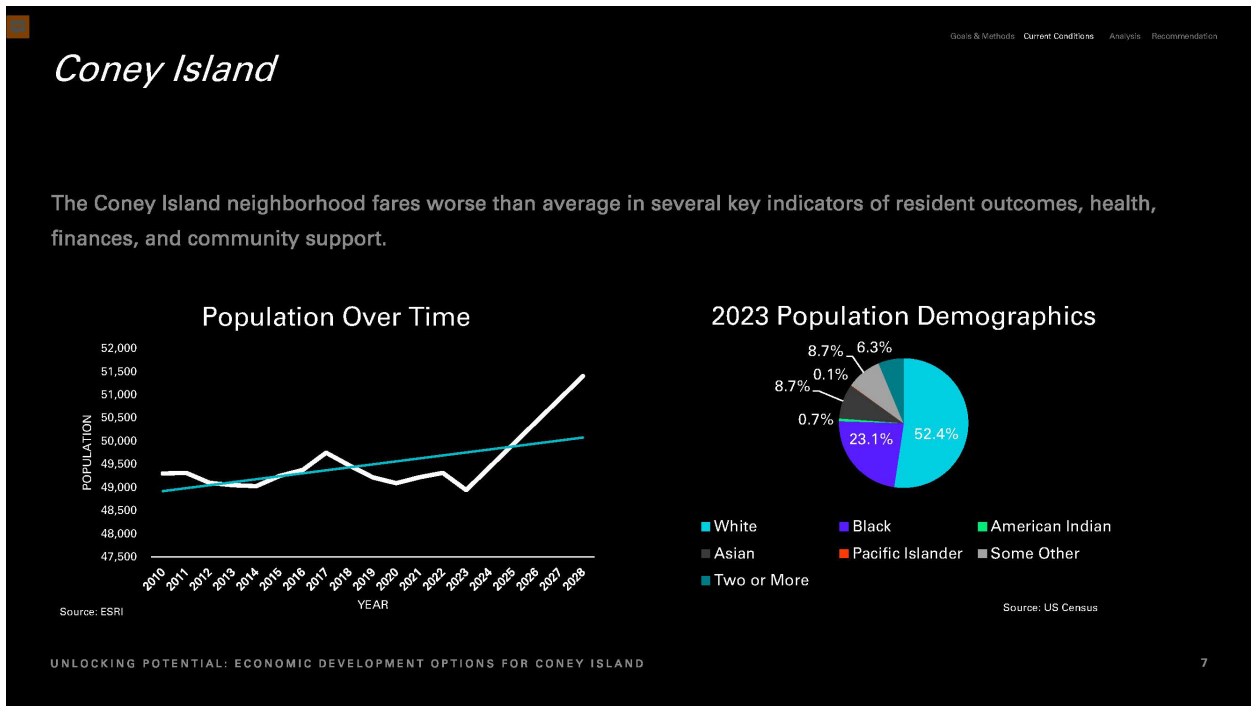 Goals & Methods Current Conditions Analysis Recommendation
Coney Island
The Coney Island neighborhood fares worse than average in several key indicators of resident outcomes, health,
finances, and community support.
Population Over Time
52,000
51,500
51,000
50,500
50,000
49,500
49,000
48,500
48,000
47,500
POPULATION
2010 2011 2012 2013 2014 2015 2016 2017 2018 2019 2020 2021 2022 2023 2024 2025 2026 2027 2028
YEAR
Source: ESRI
2023 Population Demographics
8.7% 6.3%
0.1%
8.7%
0.7%
23.1% 52.4%
White Black American Indian
Asian Pacific Islander Some Other
Two or More
Source: US Census
UNLOCKING POTENTIAL: ECONOMIC DEVELOPMENT OPTIONS FOR CONEY ISLAND 7